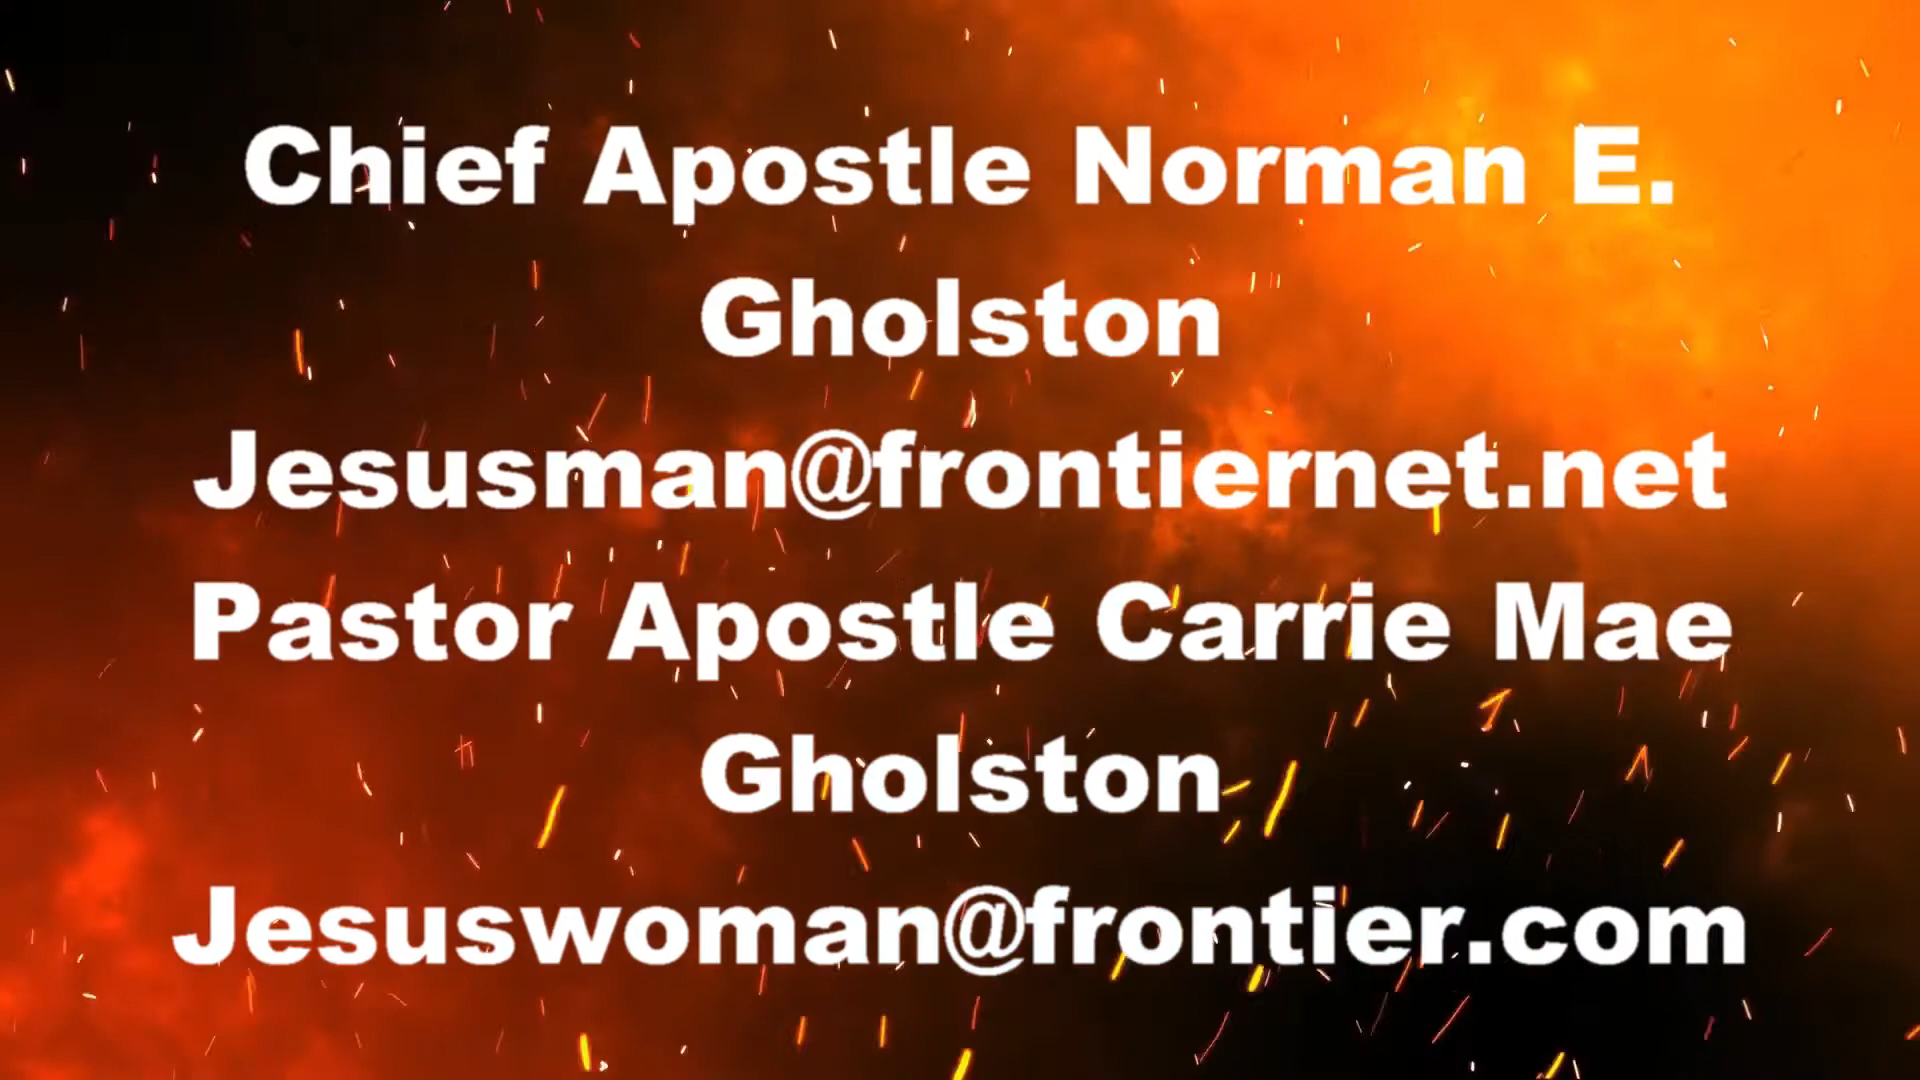 Chief Apostle Norman E.
Gholston
Jesusman@frontiernet.net
Pastor Apostle Carrie Mae
Gholston
Jesuswoman@frontier.com